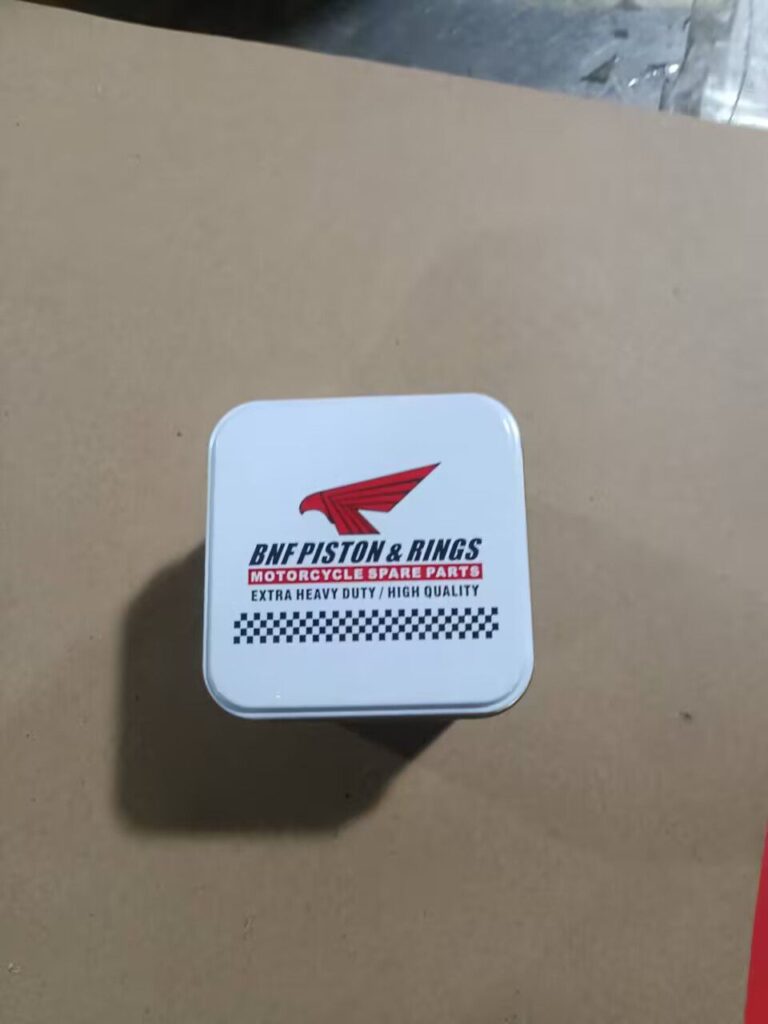 BNF PISTON & RINGS
MOTORCYCLE SPARE PARTS
EXTRA HEAVY DUTY / HIGH QUALITY